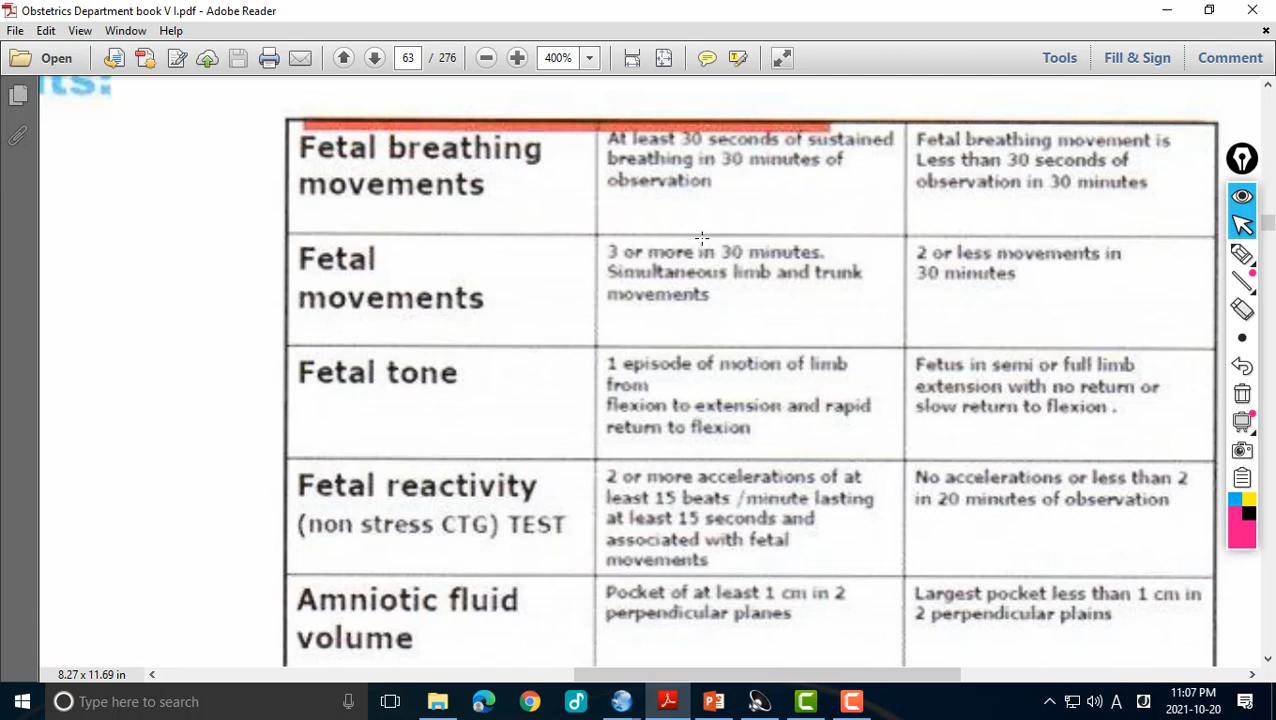 Obstetrics Department book V I.pdf - Adobe Reader
File Edit View Window Help
Open 63 / 276 400% Tools Fill & Sign Comment
ts:
Fetal breathing
movements
At least 30 seconds of sustained
breathing in 30 minutes of
observation
Fetal breathing movement is
Less than 30 seconds of
observation in 30 minutes
Fetal
movements
3 or more in 30 minutes.
Simultaneous limb and trunk
movements
2 or less movements in
30 minutes
Fetal tone
1 episode of motion of limb
from
flexion to extension and rapid
return to flexion
Fetus in semi or full limb
extension with no return or
slow return to flexion .
Fetal reactivity
(non stress CTG) TEST
2 or more accelerations of at
least 15 beats /minute lasting
at least 15 seconds and
associated with fetal
movements
No accelerations or less than 2
in 20 minutes of observation
Amniotic fluid
volume
Pocket of at least 1 cm in 2
perpendicular planes
Largest pocket less than 1 cm in
2 perpendicular plains
8.27 x 11.69 in
Type here to search
11:07 PM
2021-10-20